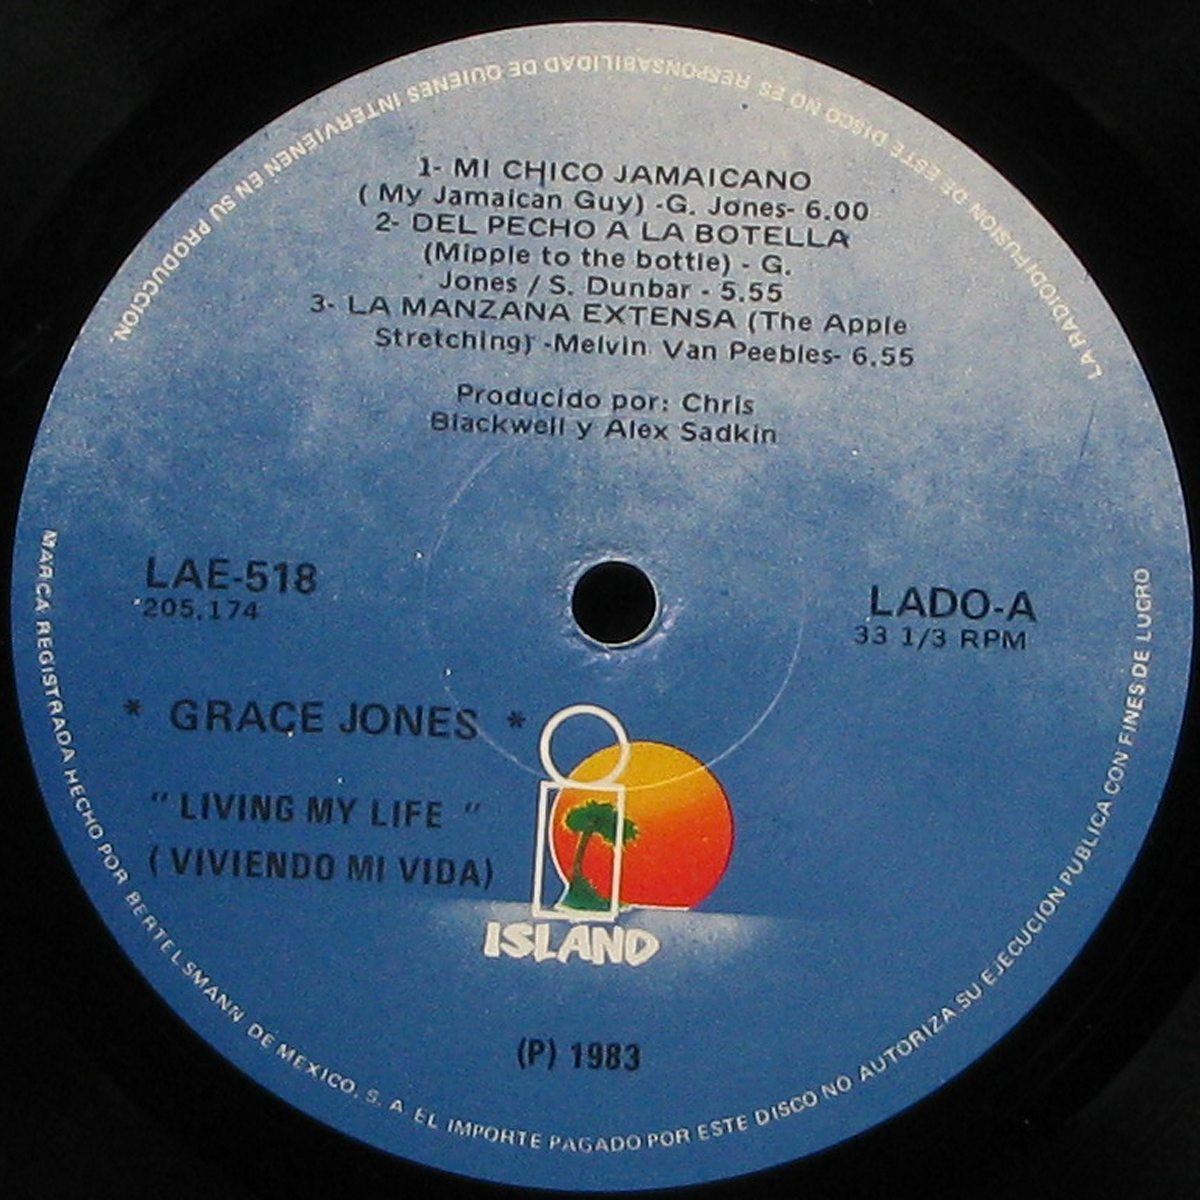 1- MI CHICO JAMAICANO
( My Jamaican Guy) -G. Jones- 6.00
2- DEL PECHO A LA BOTELLA
(Mipple to the bottle) - G.
Jones / S. Dunbar - 5.55
3- LA MANZANA EXTENSA (The Apple
Stretching) -Melvin Van Peebles- 6.55
Producido por: Chris
Blackwell y Alex Sadkin
LAE-518
205,174
LADO-A
33 1/3 RPM
* GRACE JONES *
" LIVING MY LIFE "
( VIVIENDO MI VIDA)
ISLAND
(P) 1983
MARCA REGISTRADA HECHO POR BERTELSMANN DE MEXICO, S. A EL IMPORTE PAGADO POR ESTE DISCO NO AUTORIZA SU EJECUCION PUBLICA CON FINES DE LUCRO
LA RADIODIFUSION DE ESTE DISCO NO ES RESPONSABILIDAD DE QUIENES INTERVIENEN EN SU PRODUCCION.